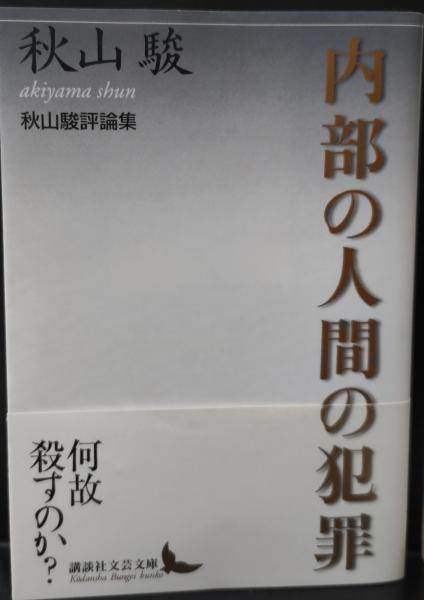 内部の人間の犯罪
秋山 駿
akiyama shun
秋山駿評論集
何故
殺すのか?
講談社文芸文庫
Kōdansha Bungei bunko